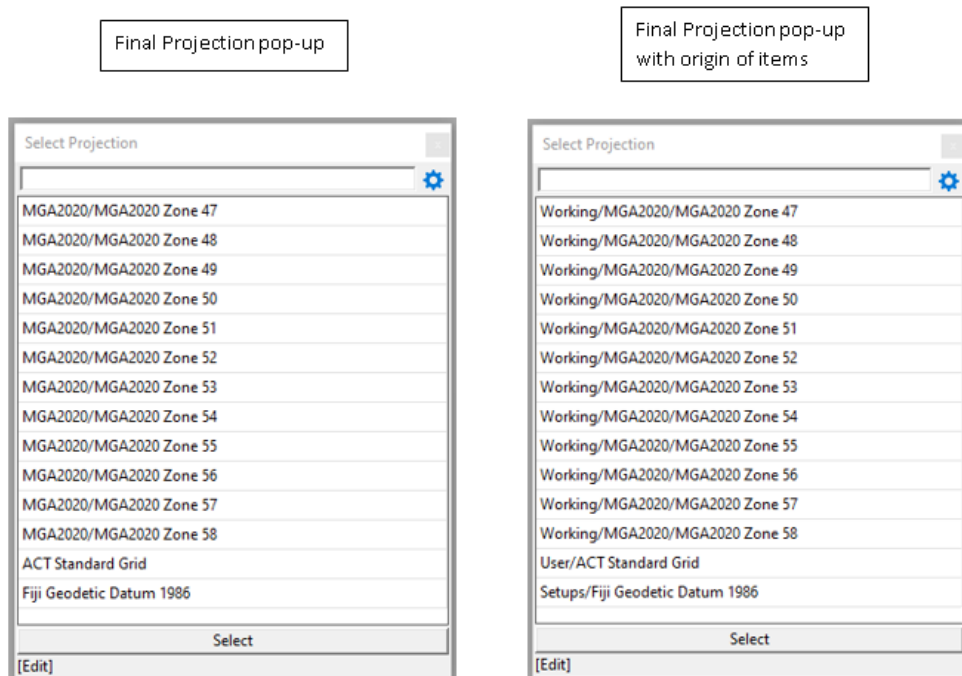 Final Projection pop-up
Select Projection
MGA2020/MGA2020 Zone 47
MGA2020/MGA2020 Zone 48
MGA2020/MGA2020 Zone 49
MGA2020/MGA2020 Zone 50
MGA2020/MGA2020 Zone 51
MGA2020/MGA2020 Zone 52
MGA2020/MGA2020 Zone 53
MGA2020/MGA2020 Zone 54
MGA2020/MGA2020 Zone 55
MGA2020/MGA2020 Zone 56
MGA2020/MGA2020 Zone 57
MGA2020/MGA2020 Zone 58
ACT Standard Grid
Fiji Geodetic Datum 1986
Select
[Edit]
Final Projection pop-up
with origin of items
Select Projection
Working/MGA2020/MGA2020 Zone 47
Working/MGA2020/MGA2020 Zone 48
Working/MGA2020/MGA2020 Zone 49
Working/MGA2020/MGA2020 Zone 50
Working/MGA2020/MGA2020 Zone 51
Working/MGA2020/MGA2020 Zone 52
Working/MGA2020/MGA2020 Zone 53
Working/MGA2020/MGA2020 Zone 54
Working/MGA2020/MGA2020 Zone 55
Working/MGA2020/MGA2020 Zone 56
Working/MGA2020/MGA2020 Zone 57
Working/MGA2020/MGA2020 Zone 58
User/ACT Standard Grid
Setups/Fiji Geodetic Datum 1986
Select
[Edit]